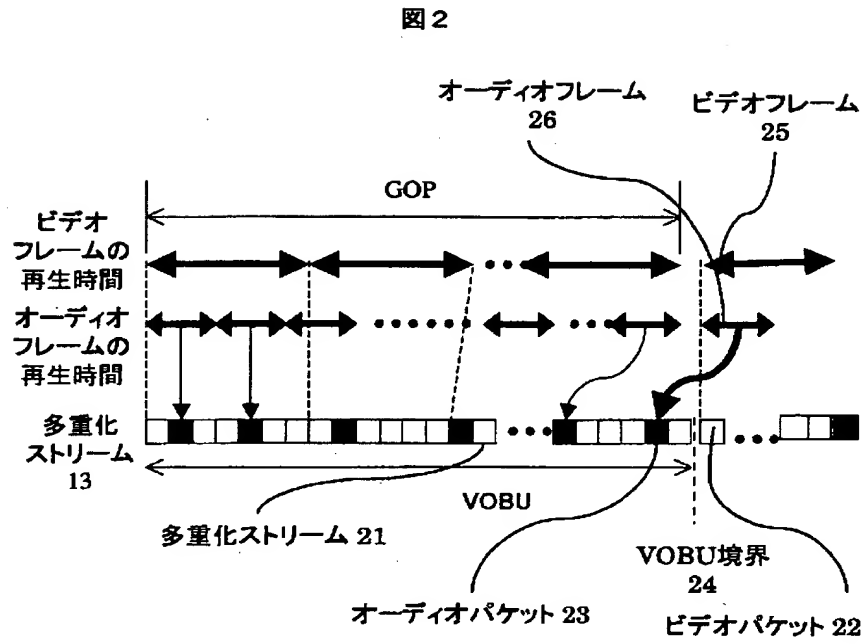 図2
オーディオフレーム
26
ビデオフレーム
25
GOP
ビデオ
フレームの
再生時間
オーディオ
フレームの
再生時間
多重化
ストリーム
13
VOBU
多重化ストリーム 21
VOBU境界
24
オーディオパケット 23
ビデオパケット 22